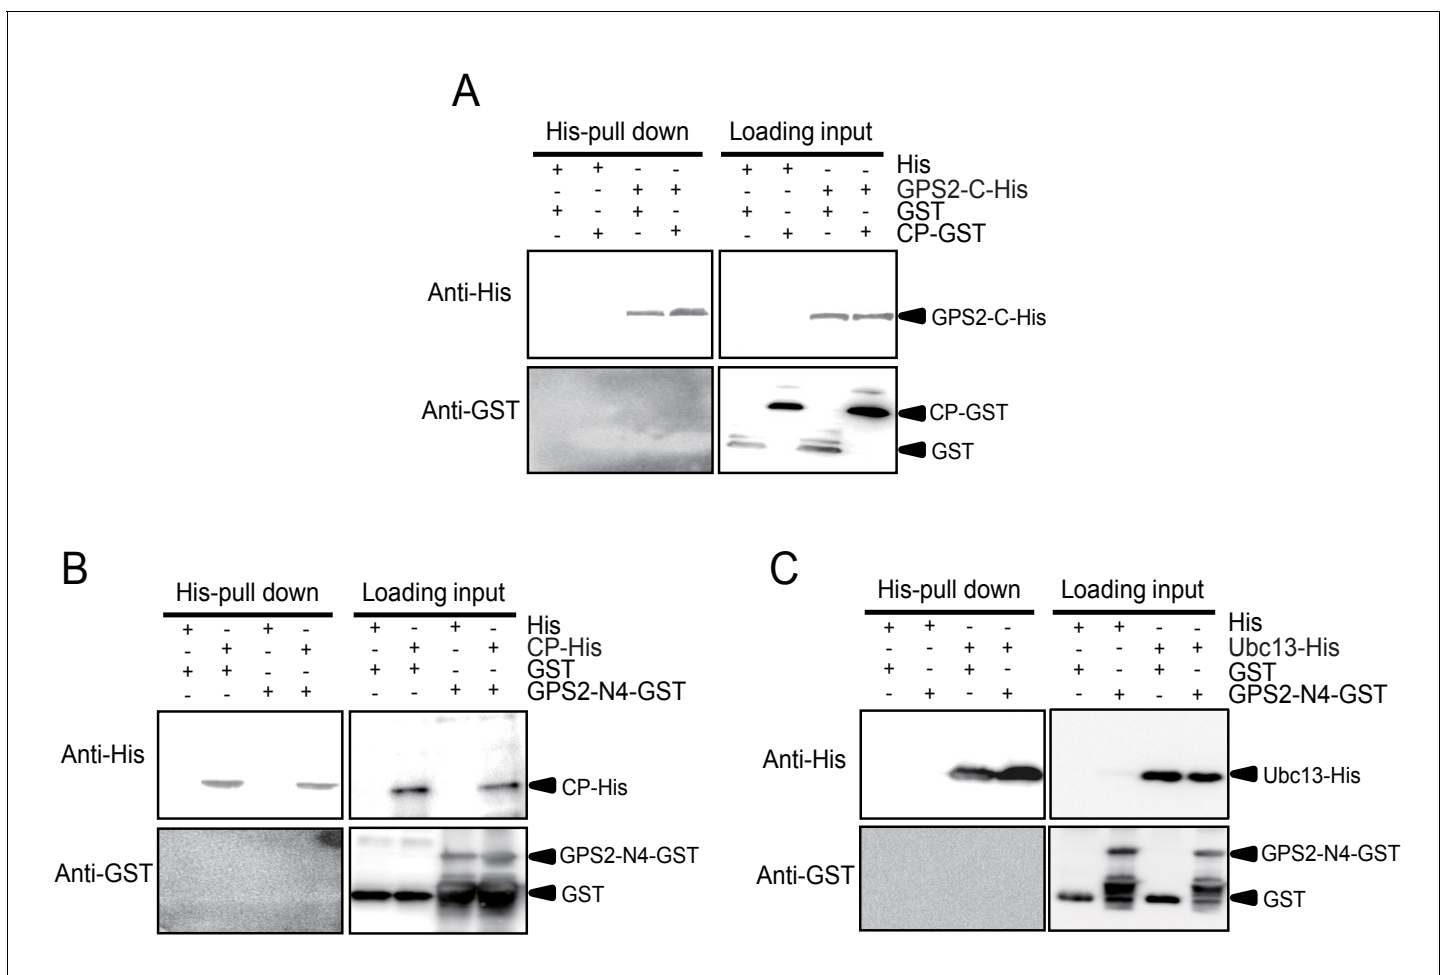 A
His-pull down Loading input
+ + - - + + - - His
- - + + - - + + GPS2-C-His
+ - + - + - + - GST
- + - + - + - + CP-GST
Anti-His
GPS2-C-His
Anti-GST
CP-GST
GST
B
His-pull down Loading input
+ - + - + - + - His
- + - + - + - + CP-His
+ + - - + + - - GST
- - + + - - + + GPS2-N4-GST
Anti-His
CP-His
Anti-GST
GPS2-N4-GST
GST
C
His-pull down Loading input
+ + - - + + - - His
- - + + - - + + Ubc13-His
+ - + - + - + - GST
- + - + - + - + GPS2-N4-GST
Anti-His
Ubc13-His
Anti-GST
GPS2-N4-GST
GST